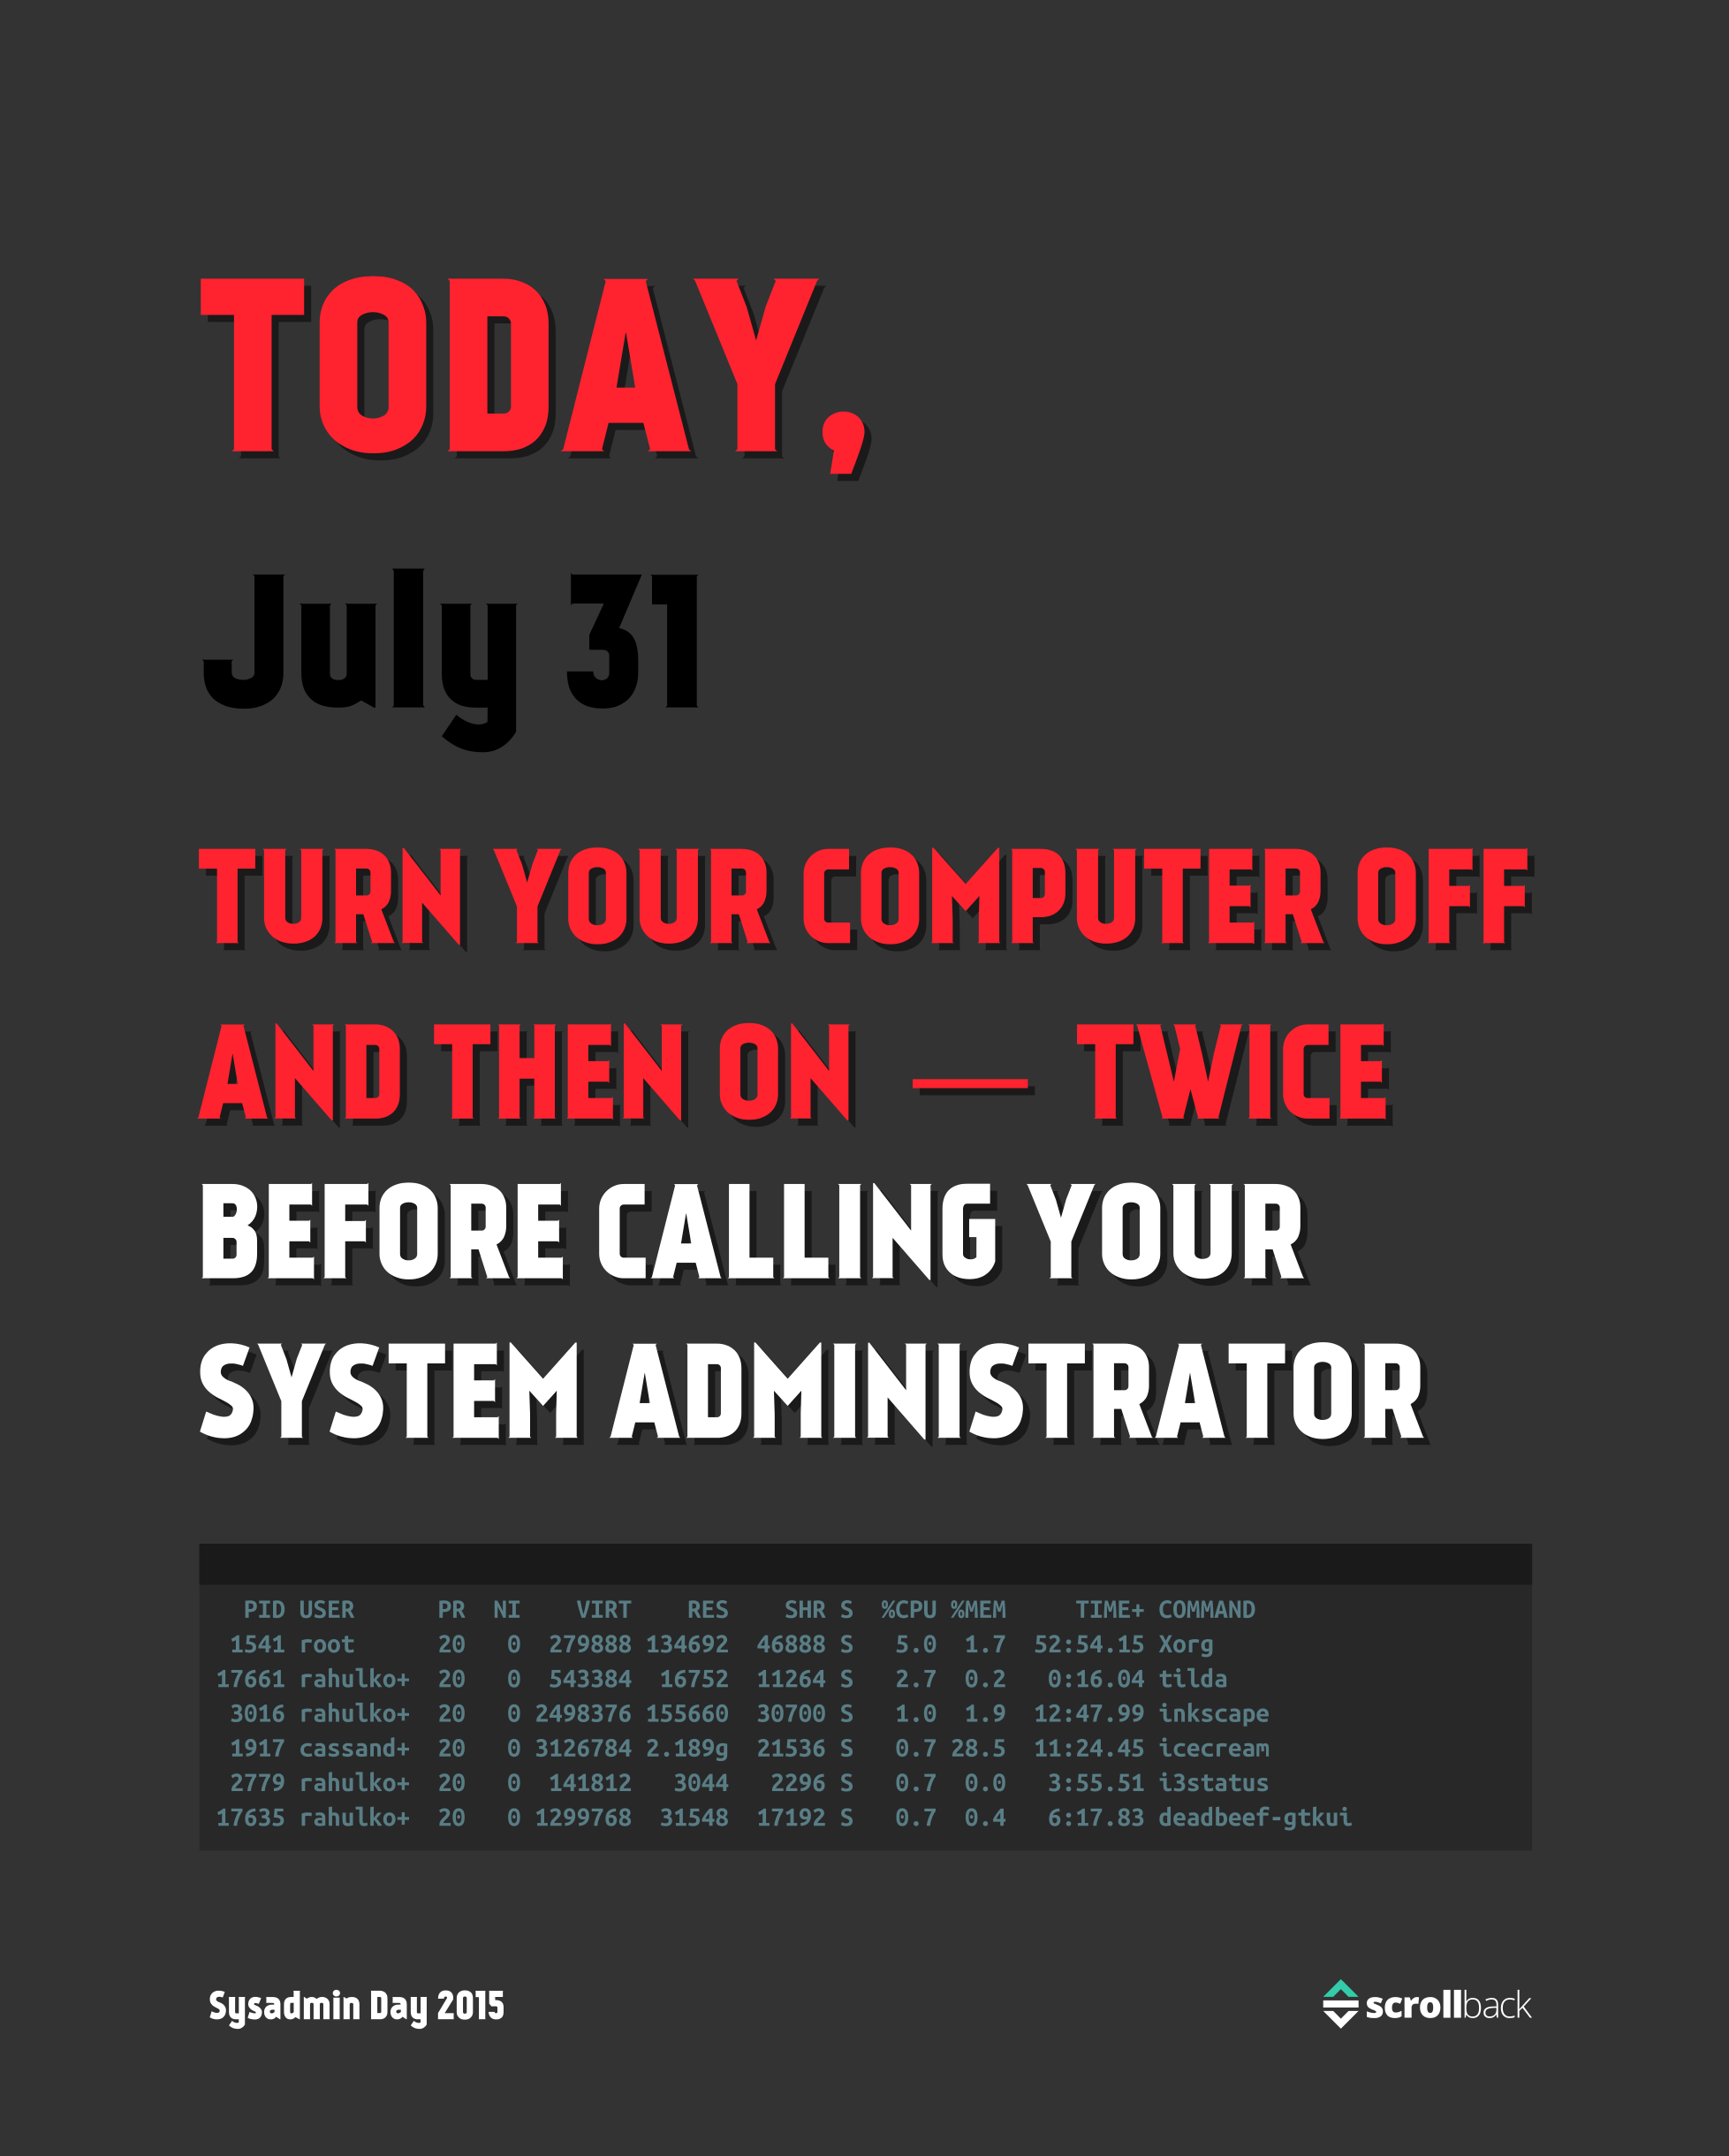 TODAY,
July 31
TURN YOUR COMPUTER OFF
AND THEN ON — TWICE
BEFORE CALLING YOUR
SYSTEM ADMINISTRATOR
PID USER PR NI VIRT RES SHR S %CPU %MEM TIME+ COMMAND
1541 root 20 0 279888 134692 46888 S 5.0 1.7 52:54.15 Xorg
17661 rahulko+ 20 0 54384 16752 11264 S 2.7 0.2 0:16.04 tilda
3016 rahulko+ 20 0 2498376 155660 30700 S 1.0 1.9 12:47.99 inkscape
1917 cassand+ 20 0 3126784 2.189g 21536 S 0.7 28.5 11:24.45 icecream
2779 rahulko+ 20 0 141812 3044 2296 S 0.7 0.0 3:55.51 i3status
17635 rahulko+ 20 0 1299768 31548 17192 S 0.7 0.4 6:17.83 deadbeef-gtkui
Sysadmin Day 2015
scrollback